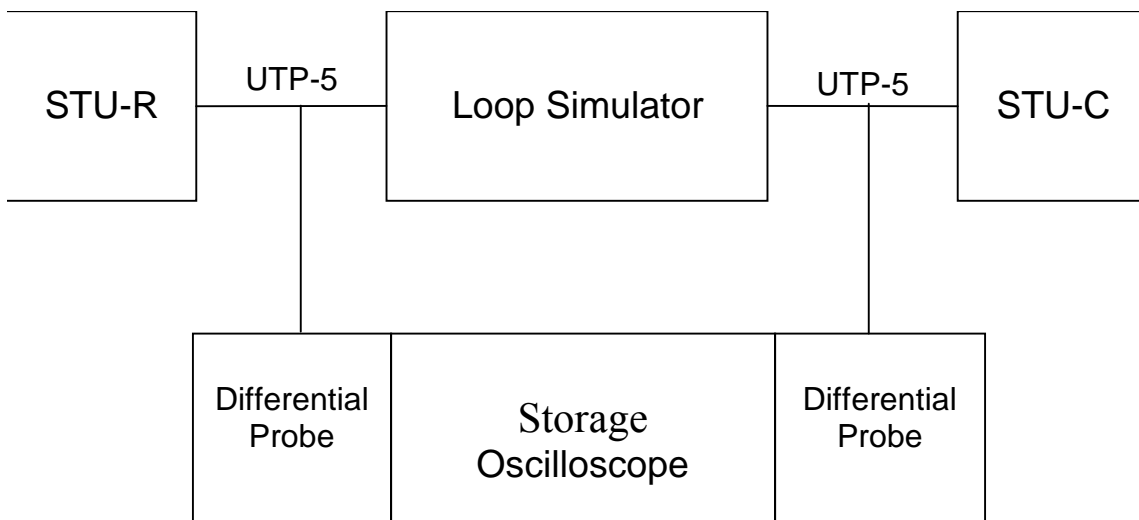 UTP-5
UTP-5
STU-R
Loop Simulator
STU-C
Differential
Probe
Storage
Oscilloscope
Differential
Probe